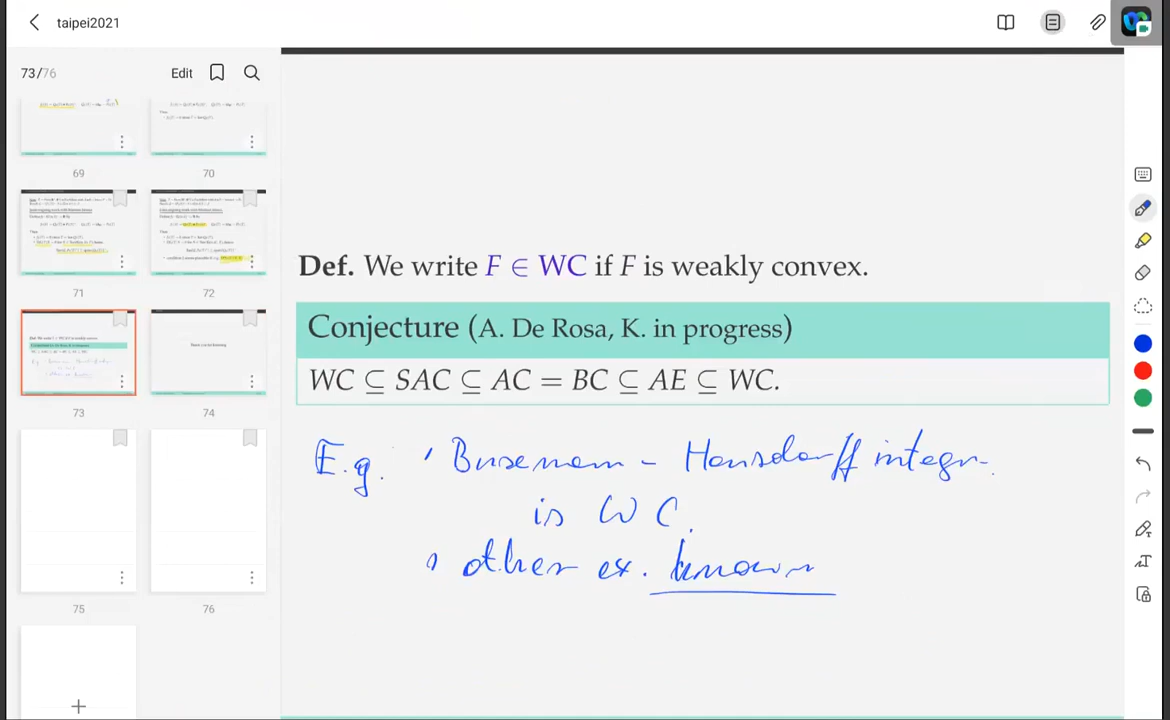 taipei2021
73/76
Edit
69
70
71
72
73
74
75
76
Def. We write F ∈ WC if F is weakly convex.
Conjecture (A. De Rosa, K. in progress)
WC ⊆ SAC ⊆ AC = BC ⊆ AE ⊆ WC.
E.g. Busemann - Hausdorff integr.
is WC.
other ex. known